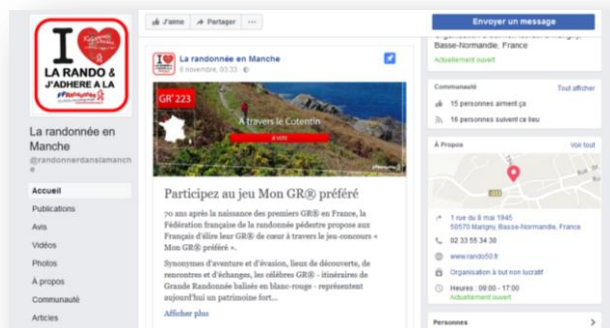 I
LA RANDO &
J'ADHERE A LA
La randonnée en
Manche
@randonnerdanslamanch
e
Accueil
Publications
Avis
Vidéos
Photos
À propos
Communauté
Articles
J'aime
Partager
...
La randonnée en Manche
6 novembre, 03:33
GR® 223
A travers le Cotentin
JE VOTE
Participez au jeu Mon GR® préféré
70 ans après la naissance des premiers GR® en France, la
Fédération française de la randonnée pédestre propose aux
Français d'élire leur GR® de cœur à travers le jeu-concours «
Mon GR® préféré ».
Synonymes d'aventure et d'évasion, lieux de découverte, de
rencontres et d'échanges, les célèbres GR® - itinéraires de
Grande Randonnée balisés en blanc-rouge - représentent
aujourd'hui un patrimoine fort...
Afficher plus
Envoyer un message
Basse-Normandie, France
Actuellement ouvert
Communauté
Tout afficher
15 personnes aiment ça
16 personnes suivent ce lieu
À Propos
Voir tout
1 rue du 8 mai 1945
50570 Marigny, Basse-Normandie, France
02 33 55 34 30
www.rando50.fr
Organisation à but non lucratif
Heures : 09:00 - 17:00
Actuellement ouvert
Personnes